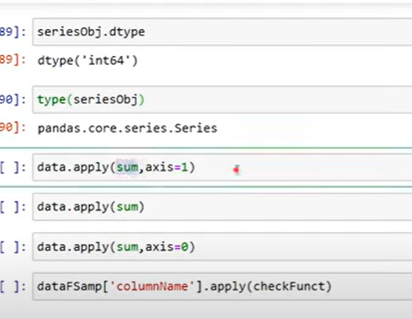 89]: seriesObj.dtype
89]: dtype('int64')
90]: type(seriesObj)
90]: pandas.core.series.Series
[ ]: data.apply(sum,axis=1)
[ ]: data.apply(sum)
[ ]: data.apply(sum,axis=0)
[ ]: dataFSamp['columnName'].apply(checkFunct)